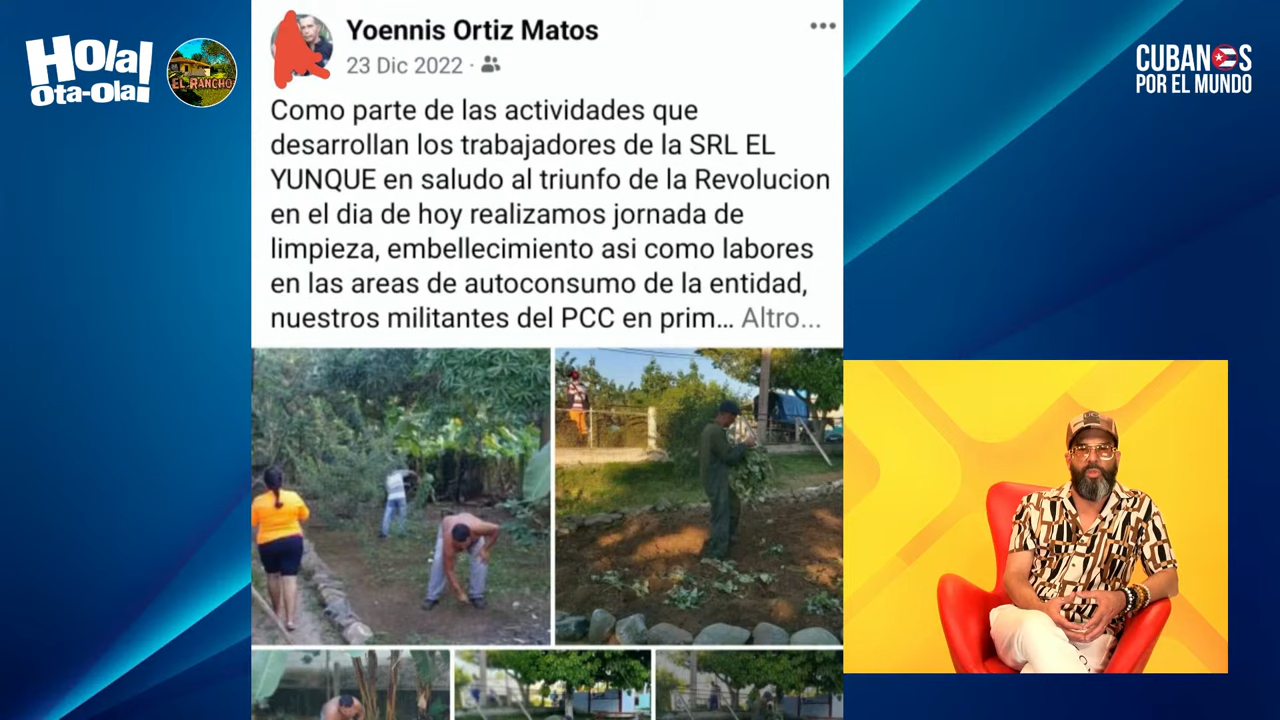 Hola!
Ota-Ola!
EL RANCHO
Yoennis Ortiz Matos
23 Dic 2022 ·
Como parte de las actividades que
desarrollan los trabajadores de la SRL EL
YUNQUE en saludo al triunfo de la Revolucion
en el dia de hoy realizamos jornada de
limpieza, embellecimiento asi como labores
en las areas de autoconsumo de la entidad,
nuestros militantes del PCC en prim... Altro...
CUBANOS
POR EL MUNDO